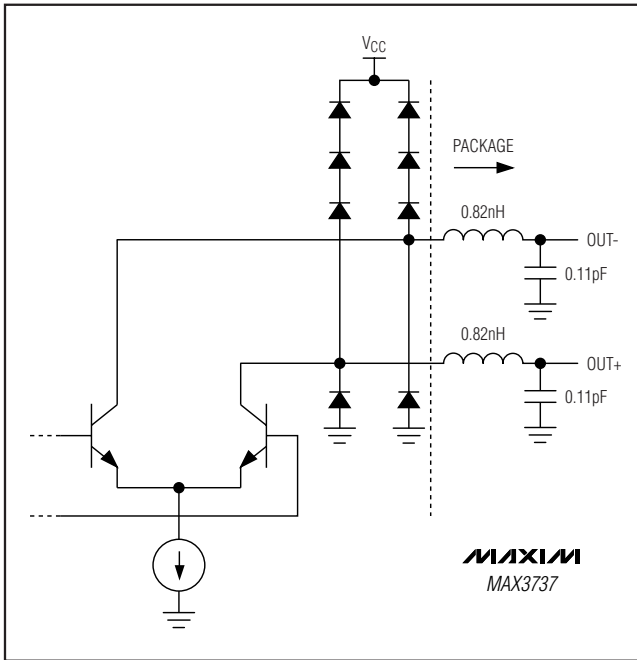 VCC
PACKAGE
0.82nH
OUT-
0.11pF
0.82nH
OUT+
0.11pF
MAXIM
MAX3737